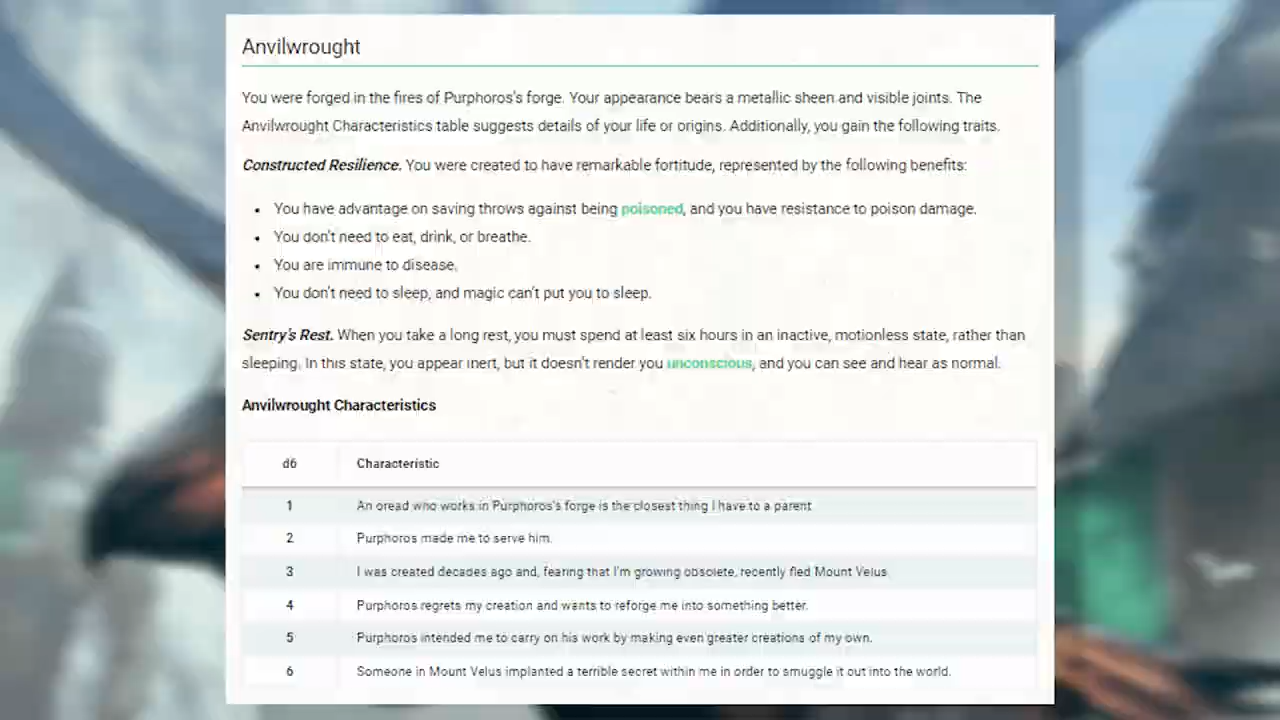 Anvilwrought
You were forged in the fires of Purphoros's forge. Your appearance bears a metallic sheen and visible joints. The
Anvilwrought Characteristics table suggests details of your life or origins. Additionally, you gain the following traits.
Constructed Resilience. You were created to have remarkable fortitude, represented by the following benefits:
• You have advantage on saving throws against being poisoned, and you have resistance to poison damage.
• You don't need to eat, drink, or breathe.
• You are immune to disease.
• You don't need to sleep, and magic can't put you to sleep.
Sentry's Rest. When you take a long rest, you must spend at least six hours in an inactive, motionless state, rather than
sleeping. In this state, you appear inert, but it doesn't render you unconscious, and you can see and hear as normal.
Anvilwrought Characteristics
d6 Characteristic
1 An oread who works in Purphoros's forge is the closest thing I have to a parent
2 Purphoros made me to serve him.
3 I was created decades ago and, fearing that I'm growing obsolete, recently fled Mount Velus.
4 Purphoros regrets my creation and wants to reforge me into something better.
5 Purphoros intended me to carry on his work by making even greater creations of my own.
6 Someone in Mount Velus implanted a terrible secret within me in order to smuggle it out into the world.